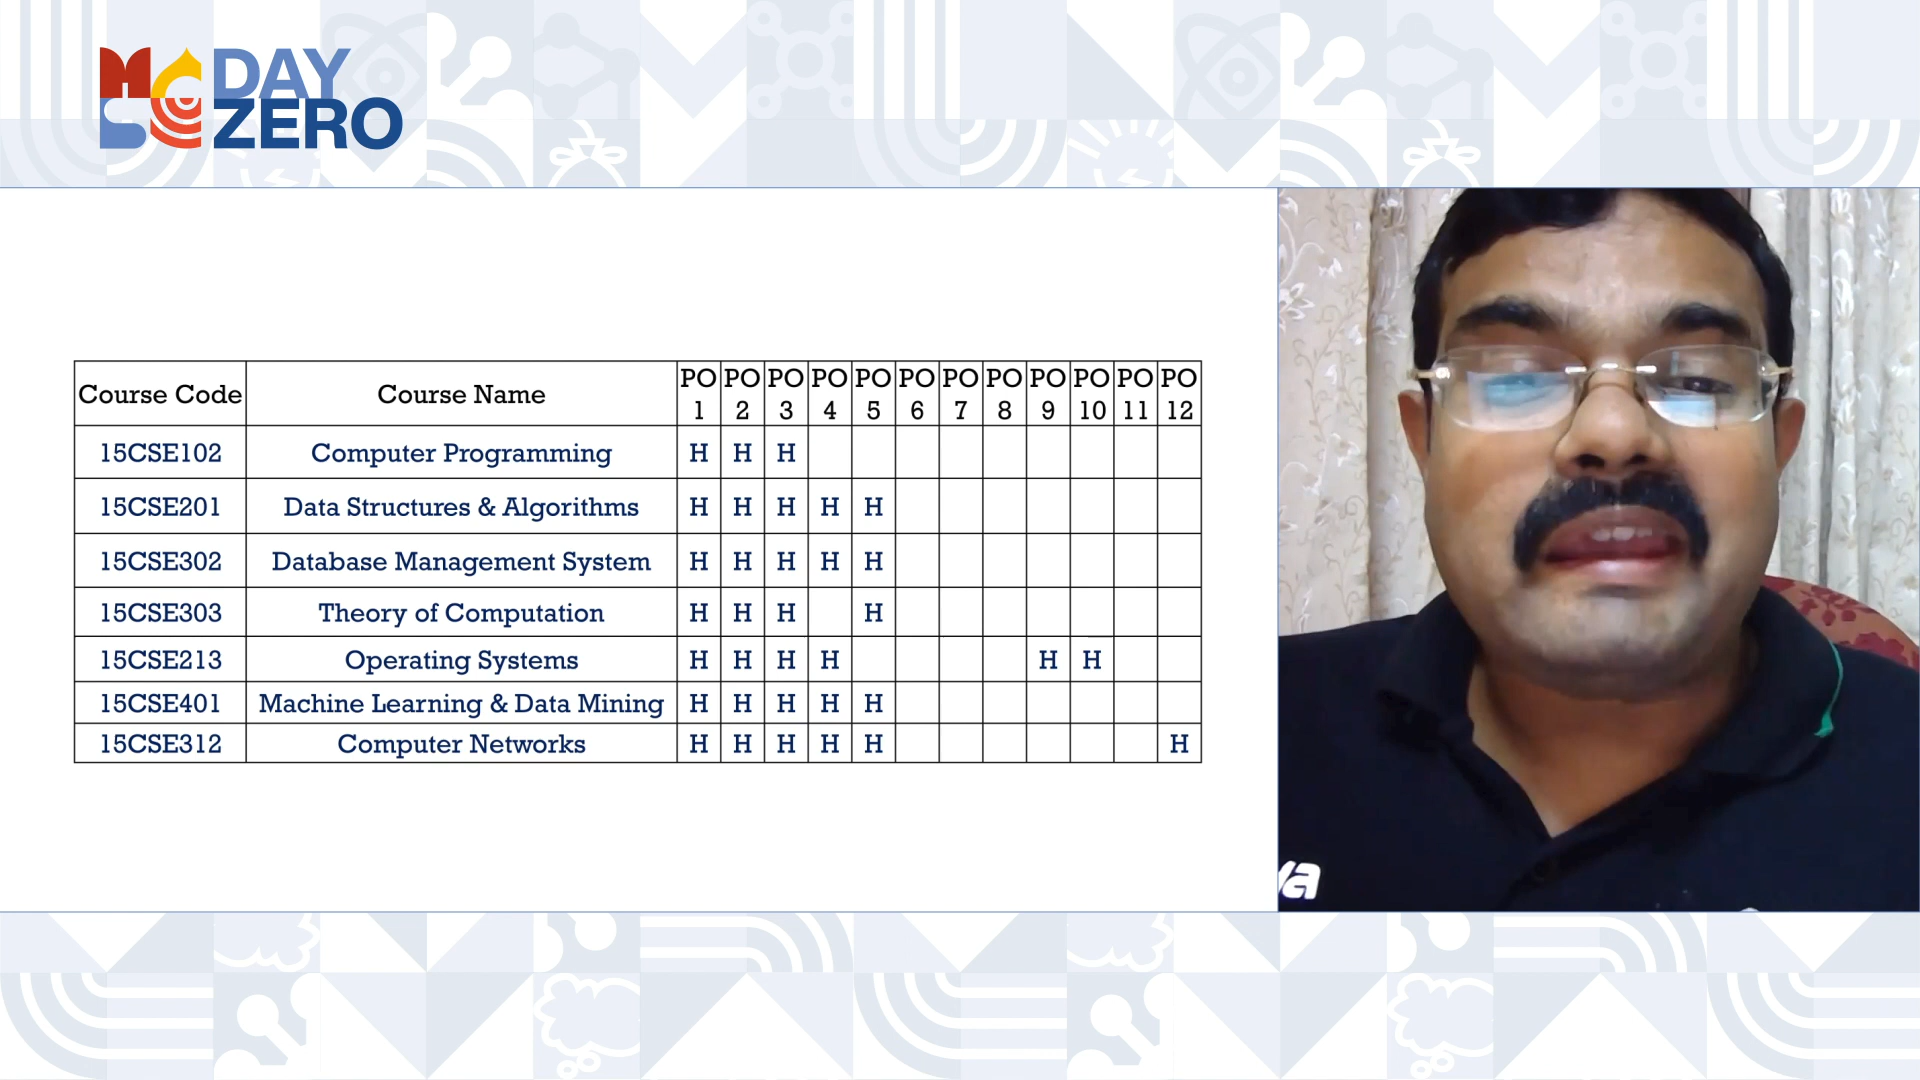 DAY
ZERO
Course Code Course Name PO 1 PO 2 PO 3 PO 4 PO 5 PO 6 PO 7 PO 8 PO 9 PO 10 PO 11 PO 12
15CSE102 Computer Programming H H H
15CSE201 Data Structures & Algorithms H H H H H
15CSE302 Database Management System H H H H H
15CSE303 Theory of Computation H H H H
15CSE213 Operating Systems H H H H H H
15CSE401 Machine Learning & Data Mining H H H H H
15CSE312 Computer Networks H H H H H H